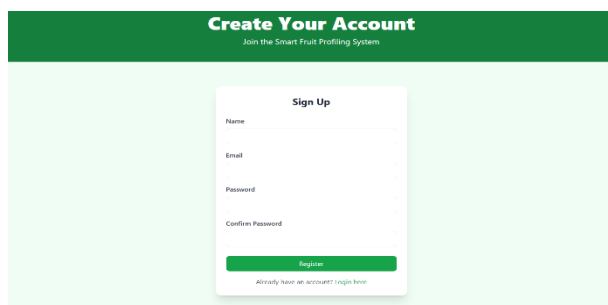 Create Your Account
Join the Smart Fruit Profiling System
Sign Up
Name
Email
Password
Confirm Password
Register
Already have an account? Login here